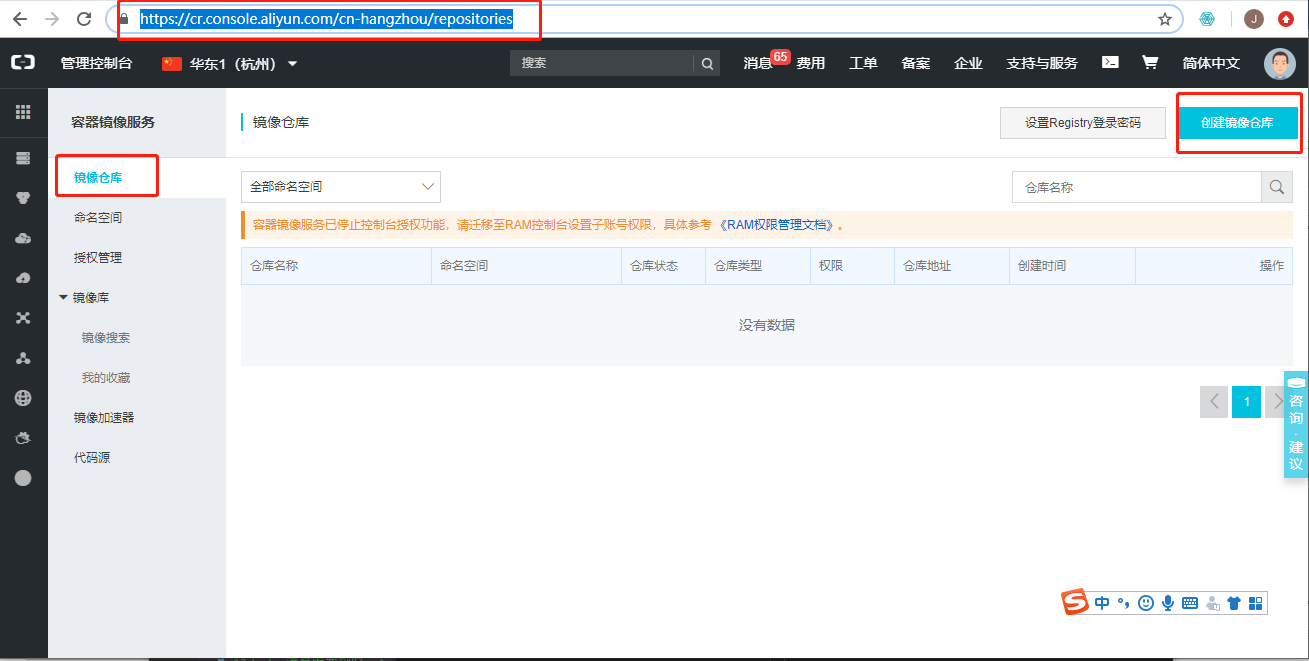 https://cr.console.aliyun.com/cn-hangzhou/repositories
J
管理控制台 华东1（杭州） 搜索 消息 65 费用 工单 备案 企业 支持与服务 简体中文
容器镜像服务
镜像仓库
命名空间
授权管理
镜像库
镜像搜索
我的收藏
镜像加速器
代码源
镜像仓库 设置Registry登录密码 创建镜像仓库
全部命名空间 仓库名称
容器镜像服务已停止控制台授权功能，请迁移至RAM控制台设置子账号权限，具体参考 《RAM权限管理文档》 。
仓库名称 命名空间 仓库状态 仓库类型 权限 仓库地址 创建时间 操作
没有数据
1
咨询·建议
S 中